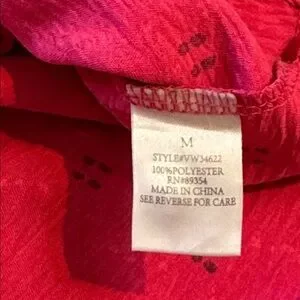 M
STYLE#VW34622
100%POLYESTER
RN#89354
MADE IN CHINA
SEE REVERSE FOR CARE